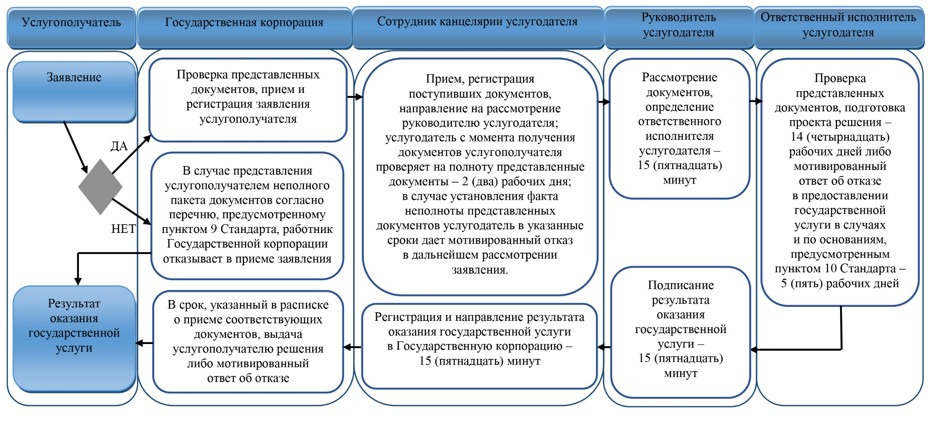 Услугополучатель
Государственная корпорация
Сотрудник канцелярии услугодателя
Руководитель
услугодателя
Ответственный исполнитель
услугодателя
Заявление
ДА
НЕТ
Результат
оказания
государственной
услуги
Проверка представленных
документов, прием и
регистрация заявления
услугополучателя
В случае представления
услугополучателем неполного
пакета документов согласно
перечню, предусмотренному
пунктом 9 Стандарта, работник
Государственной корпорации
отказывает в приеме заявления
В срок, указанный в расписке
о приеме соответствующих
документов, выдача
услугополучателю решения
либо мотивированный
ответ об отказе
Прием, регистрация
поступивших документов,
направление на рассмотрение
руководителю услугодателя;
услугодатель с момента получения
документов услугополучателя
проверяет на полноту представленные
документы – 2 (два) рабочих дня;
в случае установления факта
неполноты представленных
документов услугодатель в указанные
сроки дает мотивированный отказ
в дальнейшем рассмотрении
заявления.
Регистрация и направление результата
оказания государственной услуги
в Государственную корпорацию –
15 (пятнадцать) минут
Рассмотрение
документов,
определение
ответственного
исполнителя
услугодателя –
15 (пятнадцать)
минут
Подписание
результата
оказания
государственной
услуги –
15 (пятнадцать)
минут
Проверка
представленных
документов, подготовка
проекта решения –
14 (четырнадцать)
рабочих дней либо
мотивированный
ответ об отказе
в предоставлении
государственной
услуги в случаях
и по основаниям,
предусмотренным
пунктом 10 Стандарта –
5 (пять) рабочих дней